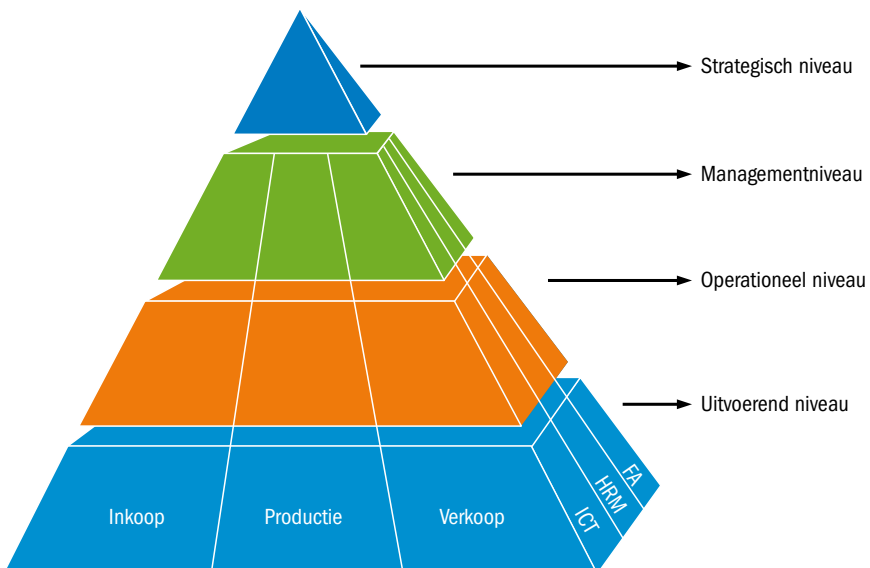 Strategisch niveau
Managementniveau
Operationeel niveau
Uitvoerend niveau
Inkoop
Productie
Verkoop
ICT
HRM
FA